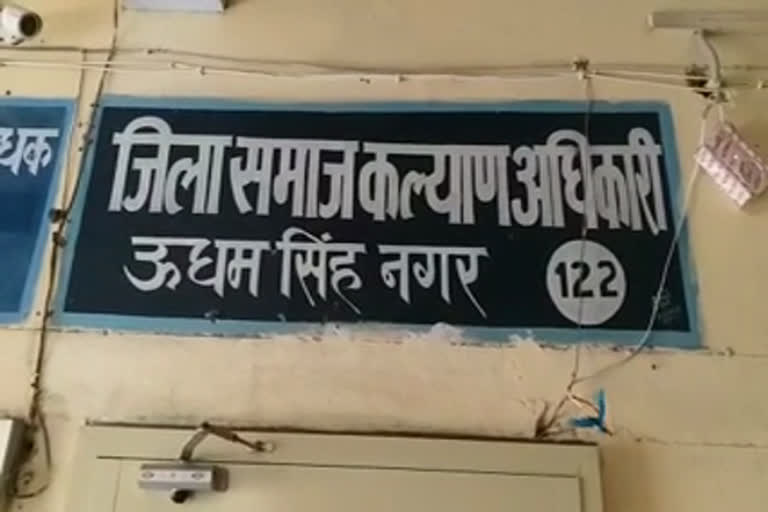 जिला समाज कल्याण अधिकारी
ऊधम सिंह नगर 122